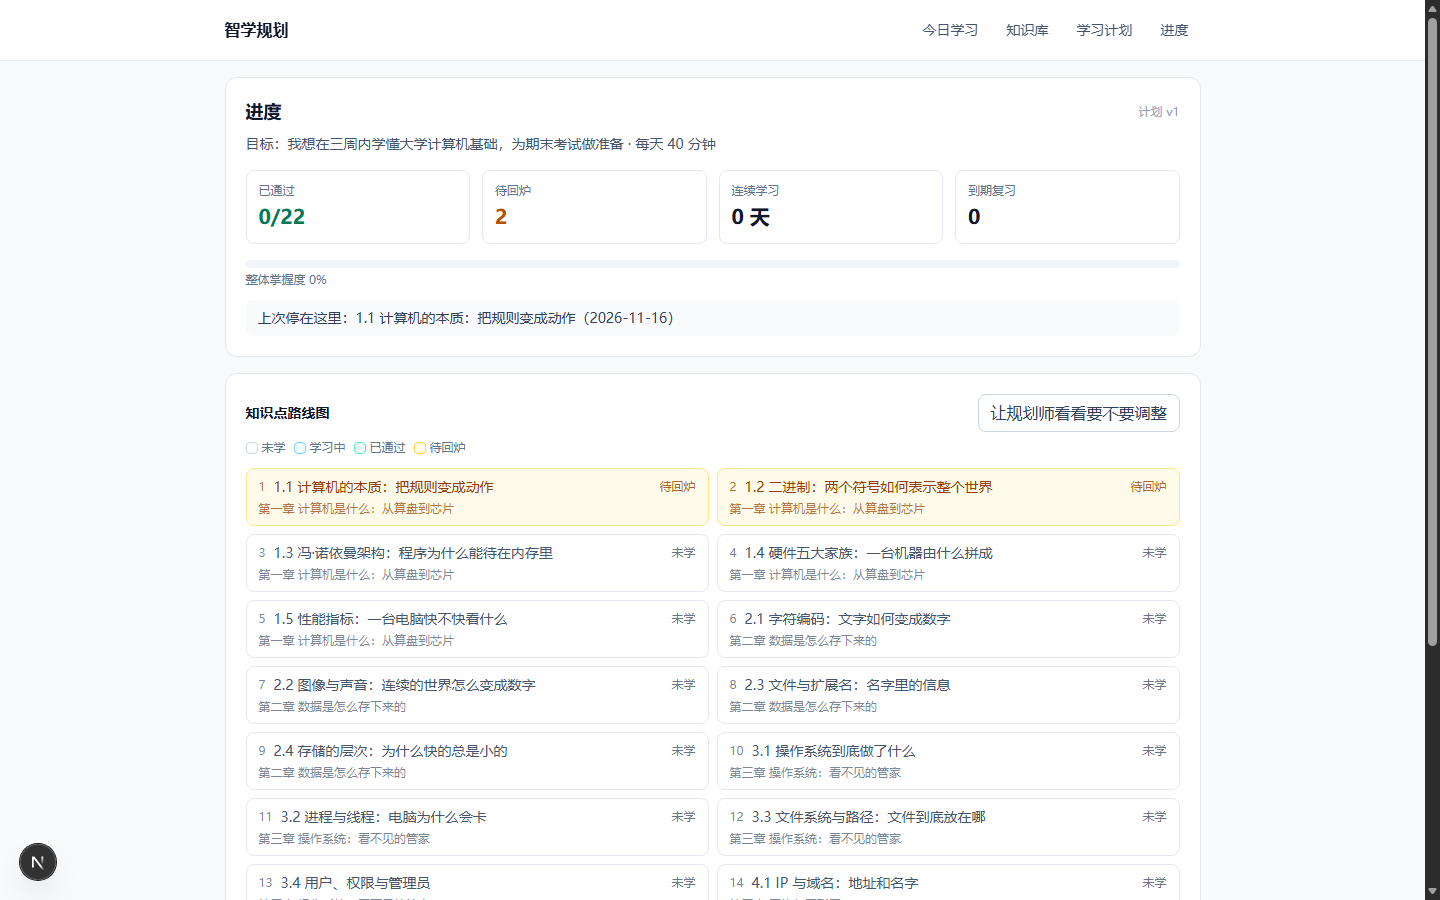 智学规划
今日学习 知识库 学习计划 进度
进度
计划 v1
目标：我想在三周内学懂大学计算机基础，为期末考试做准备 · 每天 40 分钟
已通过 待回炉 连续学习 到期复习
0/22 2 0 天 0
整体掌握度 0%
上次停在这里：1.1 计算机的本质：把规则变成动作（2026-11-16）
知识点路线图
让规划师看看要不要调整
未学 学习中 已通过 待回炉
1 1.1 计算机的本质：把规则变成动作 待回炉
第一章 计算机是什么：从算盘到芯片
2 1.2 二进制：两个符号如何表示整个世界 待回炉
第一章 计算机是什么：从算盘到芯片
3 1.3 冯·诺依曼架构：程序为什么能待在内存里 未学
第一章 计算机是什么：从算盘到芯片
4 1.4 硬件五大家族：一台机器由什么拼成 未学
第一章 计算机是什么：从算盘到芯片
5 1.5 性能指标：一台电脑快不快看什么 未学
第一章 计算机是什么：从算盘到芯片
6 2.1 字符编码：文字如何变成数字 未学
第二章 数据是怎么存下来的
7 2.2 图像与声音：连续的世界怎么变成数字 未学
第二章 数据是怎么存下来的
8 2.3 文件与扩展名：名字里的信息 未学
第二章 数据是怎么存下来的
9 2.4 存储的层次：为什么快的总是小的 未学
第二章 数据是怎么存下来的
10 3.1 操作系统到底做了什么 未学
第三章 操作系统：看不见的管家
11 3.2 进程与线程：电脑为什么会卡 未学
第三章 操作系统：看不见的管家
12 3.3 文件系统与路径：文件到底放在哪 未学
第三章 操作系统：看不见的管家
13 3.4 用户、权限与管理员 未学
14 4.1 IP 与域名：地址和名字 未学
N